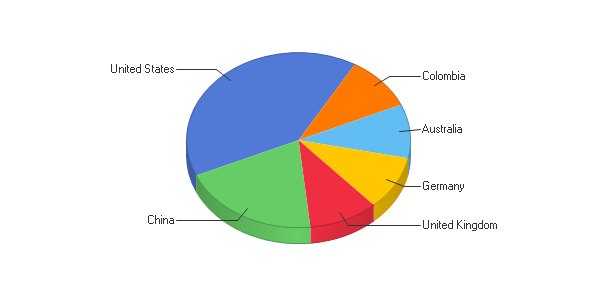 United States
Colombia
Australia
Germany
China
United Kingdom